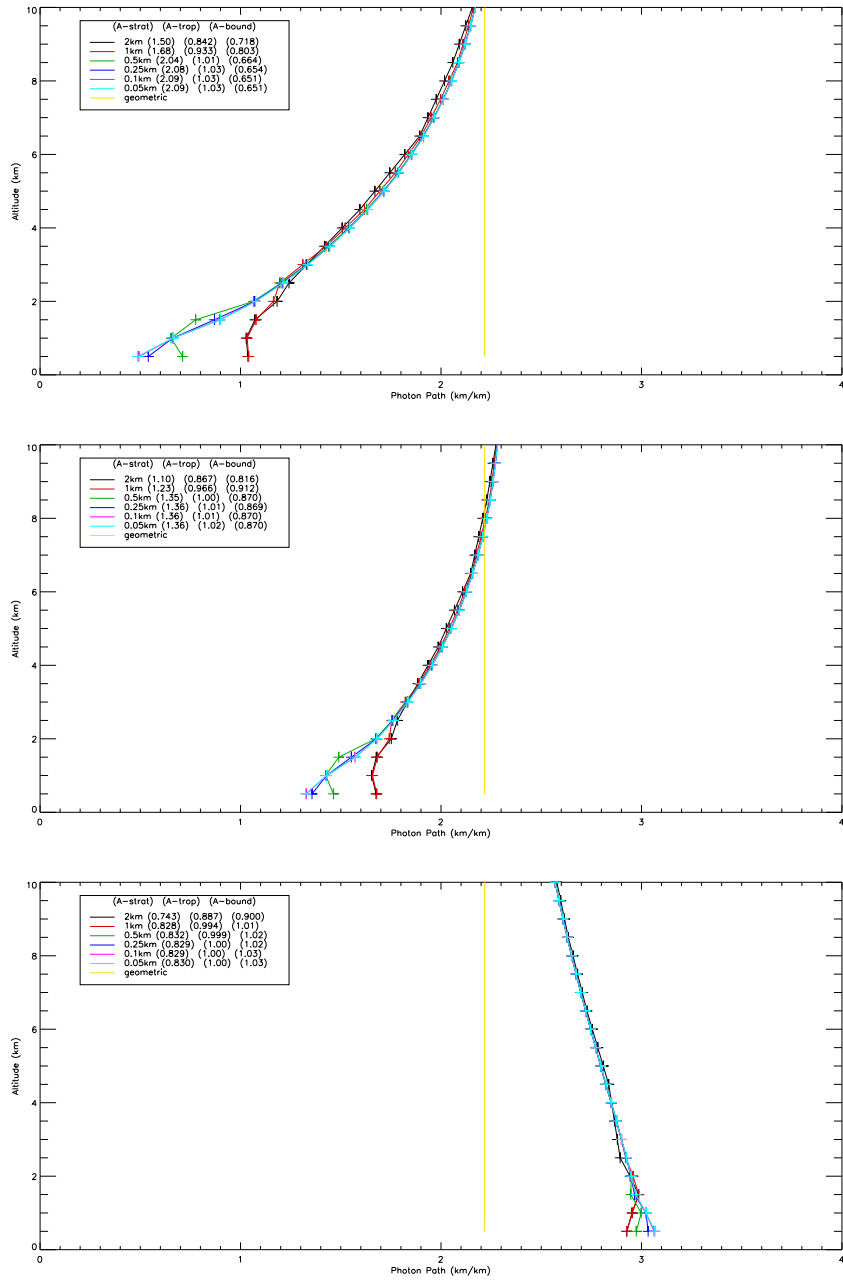 10
(A-strat) (A-trop) (A-bound)
2km (1.50) (0.842) (0.718)
1km (1.68) (0.933) (0.803)
0.5km (2.04) (1.01) (0.664)
0.25km (2.08) (1.03) (0.654)
0.1km (2.09) (1.03) (0.651)
0.05km (2.09) (1.03) (0.651)
geometric
8
6
4
2
0
Altitude (km)
0 1 2 3 4
Photon Path (km/km)
10
(A-strat) (A-trop) (A-bound)
2km (1.10) (0.867) (0.816)
1km (1.23) (0.966) (0.912)
0.5km (1.35) (1.00) (0.870)
0.25km (1.36) (1.01) (0.869)
0.1km (1.36) (1.01) (0.870)
0.05km (1.36) (1.02) (0.870)
geometric
8
6
4
2
0
Altitude (km)
0 1 2 3 4
Photon Path (km/km)
10
(A-strat) (A-trop) (A-bound)
2km (0.743) (0.887) (0.900)
1km (0.828) (0.994) (1.01)
0.5km (0.832) (0.999) (1.02)
0.25km (0.829) (1.00) (1.02)
0.1km (0.829) (1.00) (1.03)
0.05km (0.830) (1.00) (1.03)
geometric
8
6
4
2
0
Altitude (km)
0 1 2 3 4
Photon Path (km/km)